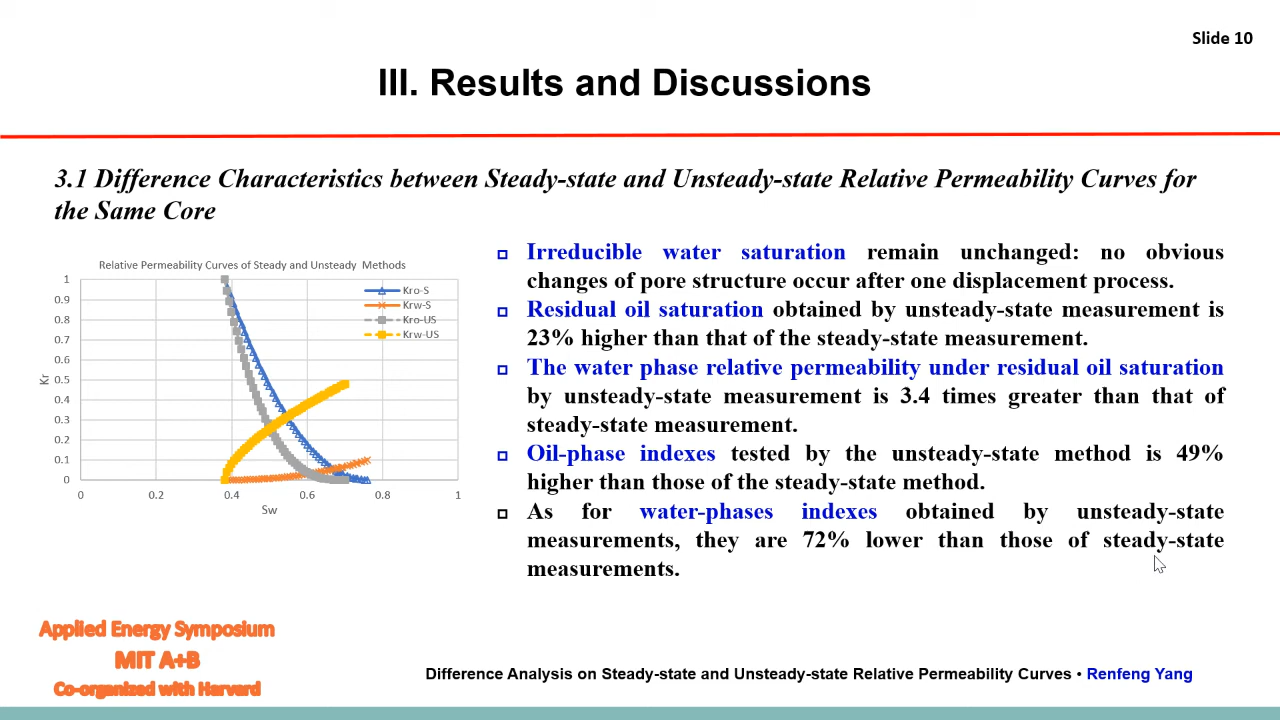 Slide 10
III. Results and Discussions
3.1 Difference Characteristics between Steady-state and Unsteady-state Relative Permeability Curves for
the Same Core
Relative Permeability Curves of Steady and Unsteady Methods
1
0.9
0.8
0.7
0.6
0.5
0.4
0.3
0.2
0.1
0
Kr
0
0.2
0.4
0.6
0.8
1
Sw
Kro-S
Krw-S
Kro-US
Krw-US
Irreducible water saturation remain unchanged: no obvious
changes of pore structure occur after one displacement process.
Residual oil saturation obtained by unsteady-state measurement is
23% higher than that of the steady-state measurement.
The water phase relative permeability under residual oil saturation
by unsteady-state measurement is 3.4 times greater than that of
steady-state measurement.
Oil-phase indexes tested by the unsteady-state method is 49%
higher than those of the steady-state method.
As for water-phases indexes obtained by unsteady-state
measurements, they are 72% lower than those of steady-state
measurements.
Applied Energy Symposium
MIT A+B
Co-organized with Harvard
Difference Analysis on Steady-state and Unsteady-state Relative Permeability Curves • Renfeng Yang